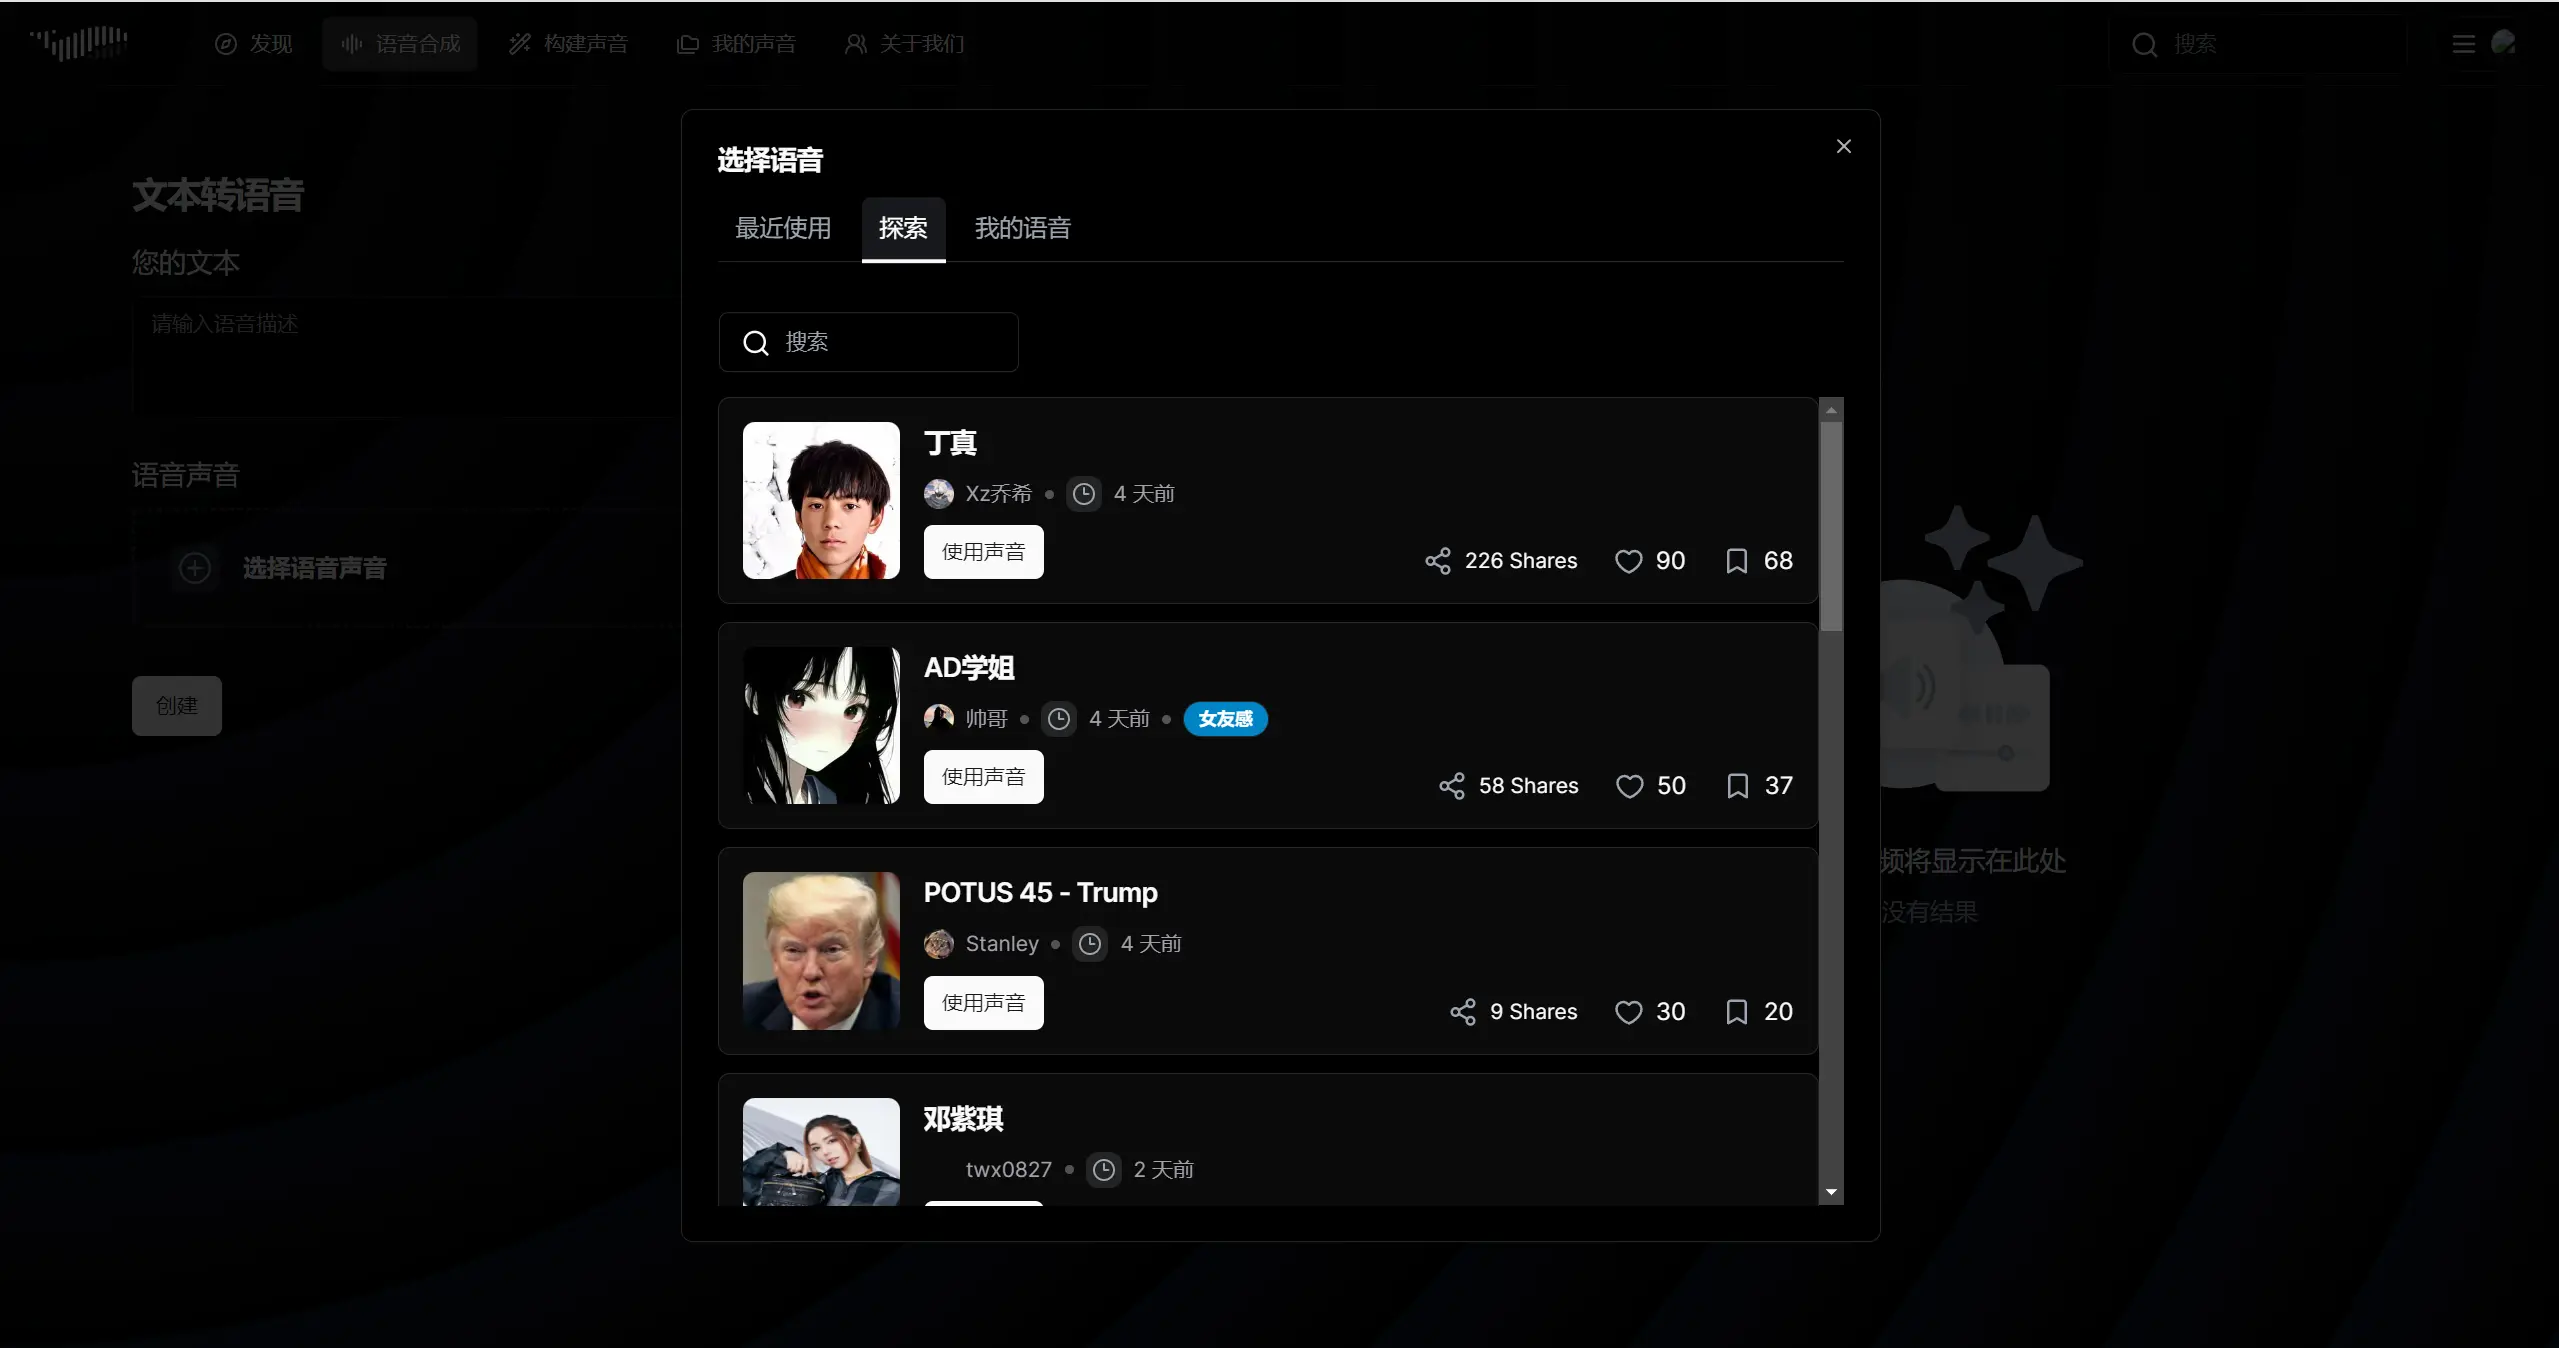 发现 语音合成 构建声音 我的声音 关于我们 搜索
文本转语音
您的文本
请输入语音描述
语音声音
选择语音声音
创建
选择语音
最近使用 探索 我的语音
搜索
丁真
Xz乔希 • 4 天前
使用声音
226 Shares 90 68
AD学姐
帅哥 • 4 天前 • 女友感
使用声音
58 Shares 50 37
POTUS 45 - Trump
Stanley • 4 天前
使用声音
9 Shares 30 20
邓紫琪
twx0827 • 2 天前
频将显示在此处
没有结果